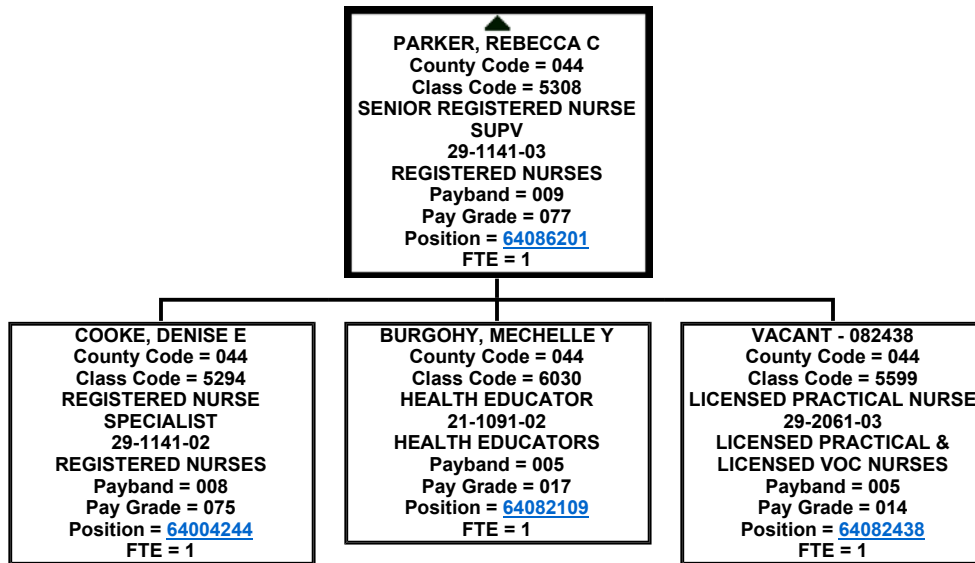 PARKER, REBECCA C
County Code = 044
Class Code = 5308
SENIOR REGISTERED NURSE
SUPV
29-1141-03
REGISTERED NURSES
Payband = 009
Pay Grade = 077
Position = 64086201
FTE = 1
COOKE, DENISE E
County Code = 044
Class Code = 5294
REGISTERED NURSE
SPECIALIST
29-1141-02
REGISTERED NURSES
Payband = 008
Pay Grade = 075
Position = 64004244
FTE = 1
BURGOHY, MECHELLE Y
County Code = 044
Class Code = 6030
HEALTH EDUCATOR
21-1091-02
HEALTH EDUCATORS
Payband = 005
Pay Grade = 017
Position = 64082109
FTE = 1
VACANT - 082438
County Code = 044
Class Code = 5599
LICENSED PRACTICAL NURSE
29-2061-03
LICENSED PRACTICAL &
LICENSED VOC NURSES
Payband = 005
Pay Grade = 014
Position = 64082438
FTE = 1